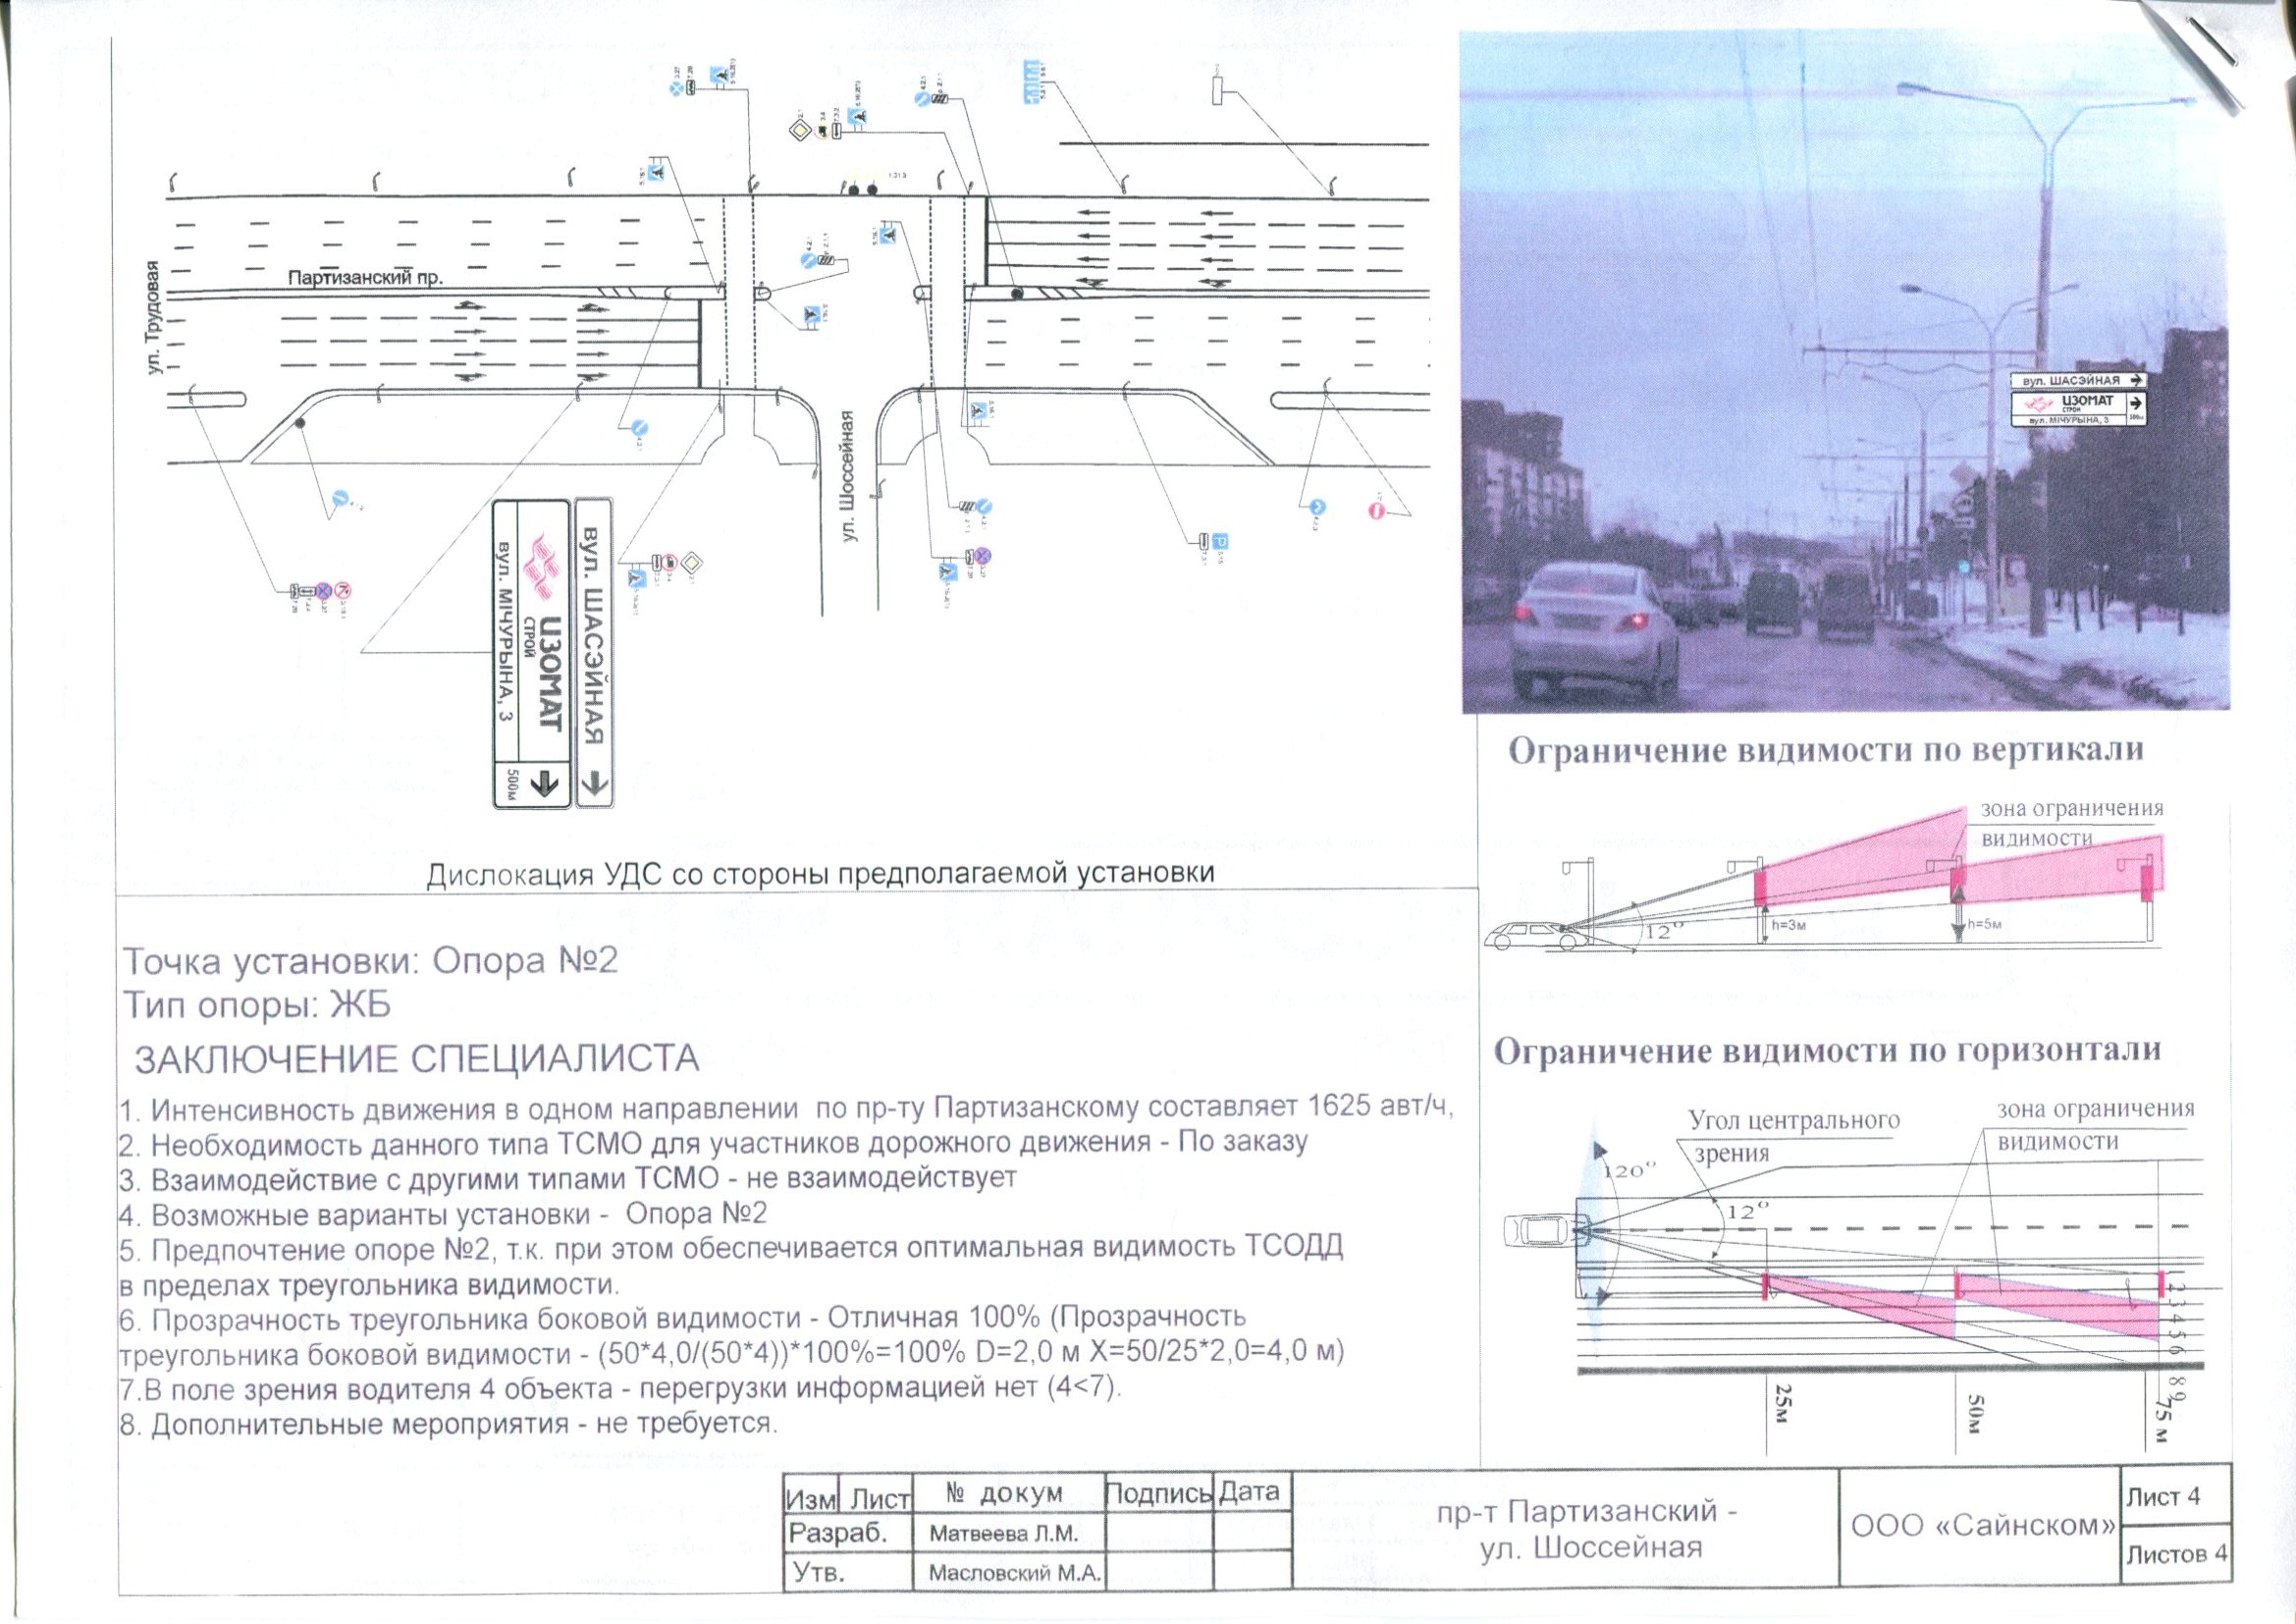 ул. Трудовая
Партизанский пр.
ул. Шоссейная
вул. ШАСЭЙНАЯ
ИЗОМАТ
СТРОЙ
вул. МІЧУРЫНА, 3
500м
Дислокация УДС со стороны предполагаемой установки
вул. ШАСЭЙНАЯ
ИЗОМАТ
СТРОЙ
вул. МІЧУРЫНА, 3
500м
Ограничение видимости по вертикали
зона ограничения
видимости
12°
h=3м
h=5м
Ограничение видимости по горизонтали
Угол центрального
зрения
зона ограничения
видимости
120°
12°
1 2 3 4 5 6 8 9
25м
50м
75 м
Точка установки: Опора №2
Тип опоры: ЖБ
ЗАКЛЮЧЕНИЕ СПЕЦИАЛИСТА
1. Интенсивность движения в одном направлении по пр-ту Партизанскому составляет 1625 авт/ч,
2. Необходимость данного типа ТСМО для участников дорожного движения - По заказу
3. Взаимодействие с другими типами ТСМО - не взаимодействует
4. Возможные варианты установки - Опора №2
5. Предпочтение опоре №2, т.к. при этом обеспечивается оптимальная видимость ТСОДД
в пределах треугольника видимости.
6. Прозрачность треугольника боковой видимости - Отличная 100% (Прозрачность
треугольника боковой видимости - (50*4,0/(50*4))*100%=100% D=2,0 м X=50/25*2,0=4,0 м)
7.В поле зрения водителя 4 объекта - перегрузки информацией нет (4<7).
8. Дополнительные мероприятия - не требуется.
Изм Лист № докум Подпись Дата
Разраб. Матвеева Л.М.
Утв. Масловский М.А.
пр-т Партизанский -
ул. Шоссейная
ООО «Сайнском»
Лист 4
Листов 4